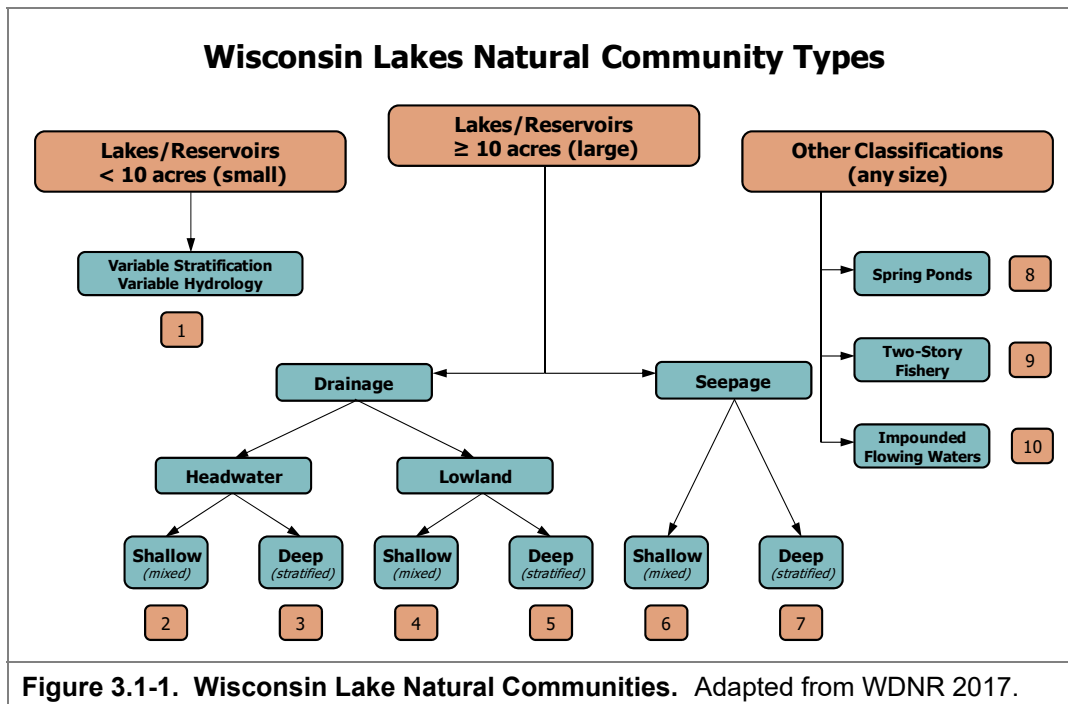 Wisconsin Lakes Natural Community Types
Lakes/Reservoirs
< 10 acres (small)
Lakes/Reservoirs
≥ 10 acres (large)
Other Classifications
(any size)
Variable Stratification
Variable Hydrology
1
Spring Ponds
8
Two-Story
Fishery
9
Impounded
Flowing Waters
10
Drainage
Seepage
Headwater
Lowland
Shallow
(mixed)
Deep
(stratified)
Shallow
(mixed)
Deep
(stratified)
Shallow
(mixed)
Deep
(stratified)
2
3
4
5
6
7
Figure 3.1-1. Wisconsin Lake Natural Communities. Adapted from WDNR 2017.